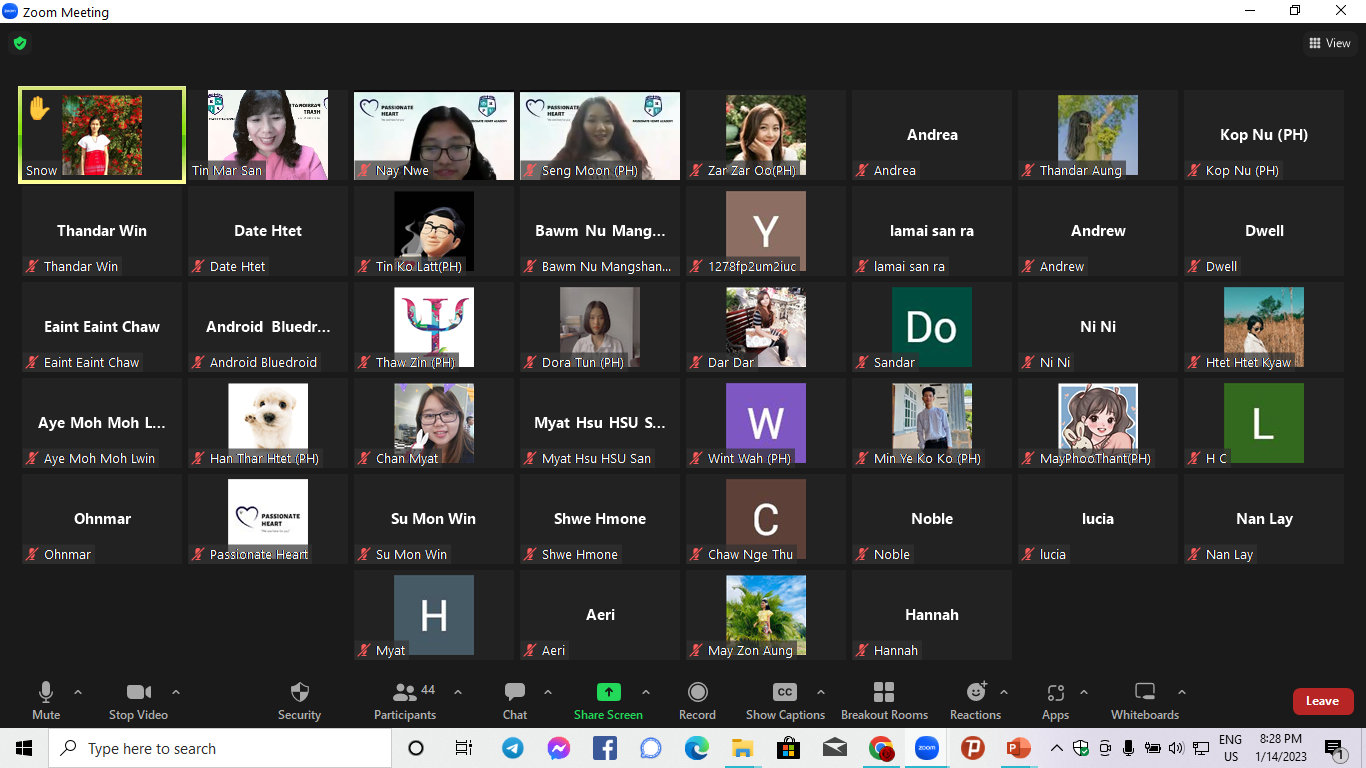 Zoom Meeting
View
Snow
Tin Mar San
PASSIONATE HEART
Nay Nwe
PASSIONATE HEART
PASSIONATE HEART ACADEMY
Seng Moon (PH)
Zar Zar Oo(PH)
Andrea
Andrea
Thandar Aung
Kop Nu (PH)
Kop Nu (PH)
Thandar Win
Thandar Win
Date Htet
Date Htet
Tin Ko Latt(PH)
Bawm Nu Mang...
Bawm Nu Mangshan...
Y
1278fp2um2iuc
lamai san ra
lamai san ra
Andrew
Andrew
Dwell
Dwell
Eaint Eaint Chaw
Eaint Eaint Chaw
Android Bluedr...
Android Bluedroid
Thaw Zin (PH)
Dora Tun (PH)
Dar Dar
Do
Sandar
Ni Ni
Ni Ni
Htet Htet Kyaw
Aye Moh Moh L...
Aye Moh Moh Lwin
Han Thar Htet (PH)
Chan Myat
Myat Hsu HSU S...
Myat Hsu HSU San
W
Wint Wah (PH)
Min Ye Ko Ko (PH)
MayPhooThant(PH)
L
H C
Ohnmar
Ohnmar
PASSIONATE HEART
Passionate Heart
Su Mon Win
Su Mon Win
Shwe Hmone
Shwe Hmone
C
Chaw Nge Thu
Noble
Noble
lucia
lucia
Nan Lay
Nan Lay
H
Myat
Aeri
Aeri
May Zon Aung
Hannah
Hannah
Mute
Stop Video
Security
44
Participants
Chat
Share Screen
Record
CC
Show Captions
Breakout Rooms
Reactions
Apps
Whiteboards
Leave
Type here to search
zoom
ENG
US
8:28 PM
1/14/2023
1